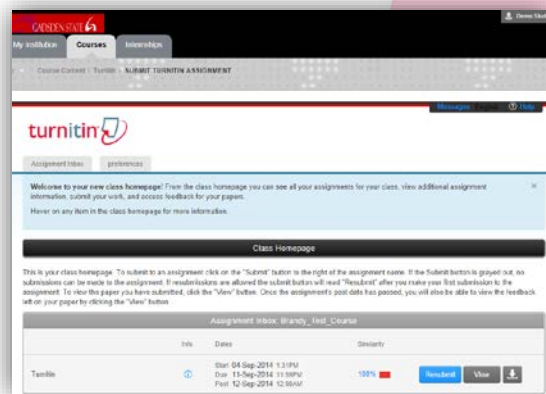 GADSDEN STATE
Demo Stud
My Institution Courses Internships
Course Content Turnitin SUBMIT TURNITIN ASSIGNMENT
Messages English Help
turnitin
Assignment Inbox preferences
Welcome to your new class homepage! From the class homepage you can see all your assignments for your class, view additional assignment
information, submit your work, and access feedback for your papers.
Hover on any item in the class homepage for more information.
Class Homepage
This is your class homepage. To submit to an assignment click on the "Submit" button to the right of the assignment name. If the Submit button is grayed out, no
submissions can be made to the assignment. If resubmissions are allowed the submit button will read "Resubmit" after you make your first submission to the
assignment. To view the paper you have submitted, click the "View" button. Once the assignment's post date has passed, you will also be able to view the feedback
left on your paper by clicking the "View" button.
Assignment Inbox: Brandy_Test_Course
Info Dates Similarity
Start 04-Sep-2014 1:31PM
Turnitin Due 11-Sep-2014 11:59PM 100% Resubmit View
Post 12-Sep-2014 12:00AM